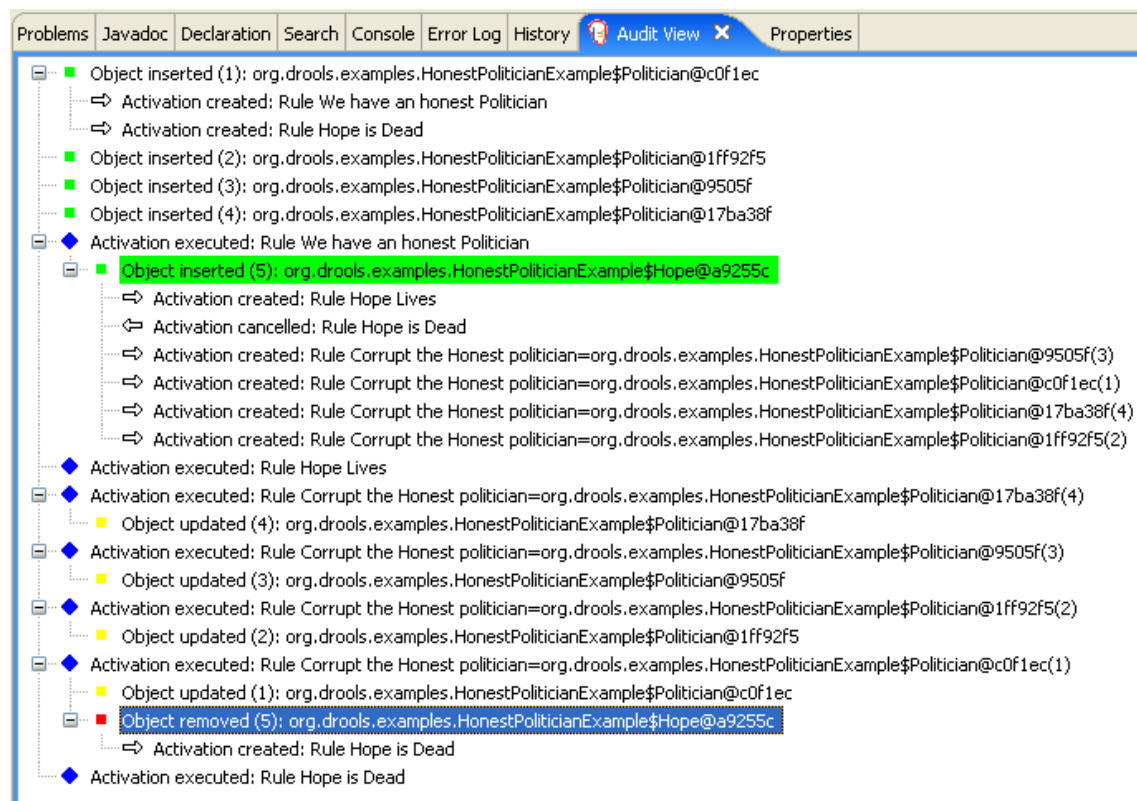 Problems Javadoc Declaration Search Console Error Log History Audit View Properties
Object inserted (1): org.drools.examples.HonestPoliticianExample$Politician@c0f1ec
Activation created: Rule We have an honest Politician
Activation created: Rule Hope is Dead
Object inserted (2): org.drools.examples.HonestPoliticianExample$Politician@1ff92f5
Object inserted (3): org.drools.examples.HonestPoliticianExample$Politician@9505f
Object inserted (4): org.drools.examples.HonestPoliticianExample$Politician@17ba38f
Activation executed: Rule We have an honest Politician
Object inserted (5): org.drools.examples.HonestPoliticianExample$Hope@a9255c
Activation created: Rule Hope Lives
Activation cancelled: Rule Hope is Dead
Activation created: Rule Corrupt the Honest politician=org.drools.examples.HonestPoliticianExample$Politician@9505f(3)
Activation created: Rule Corrupt the Honest politician=org.drools.examples.HonestPoliticianExample$Politician@c0f1ec(1)
Activation created: Rule Corrupt the Honest politician=org.drools.examples.HonestPoliticianExample$Politician@17ba38f(4)
Activation created: Rule Corrupt the Honest politician=org.drools.examples.HonestPoliticianExample$Politician@1ff92f5(2)
Activation executed: Rule Hope Lives
Activation executed: Rule Corrupt the Honest politician=org.drools.examples.HonestPoliticianExample$Politician@17ba38f(4)
Object updated (4): org.drools.examples.HonestPoliticianExample$Politician@17ba38f
Activation executed: Rule Corrupt the Honest politician=org.drools.examples.HonestPoliticianExample$Politician@9505f(3)
Object updated (3): org.drools.examples.HonestPoliticianExample$Politician@9505f
Activation executed: Rule Corrupt the Honest politician=org.drools.examples.HonestPoliticianExample$Politician@1ff92f5(2)
Object updated (2): org.drools.examples.HonestPoliticianExample$Politician@1ff92f5
Activation executed: Rule Corrupt the Honest politician=org.drools.examples.HonestPoliticianExample$Politician@c0f1ec(1)
Object updated (1): org.drools.examples.HonestPoliticianExample$Politician@c0f1ec
Object removed (5): org.drools.examples.HonestPoliticianExample$Hope@a9255c
Activation created: Rule Hope is Dead
Activation executed: Rule Hope is Dead